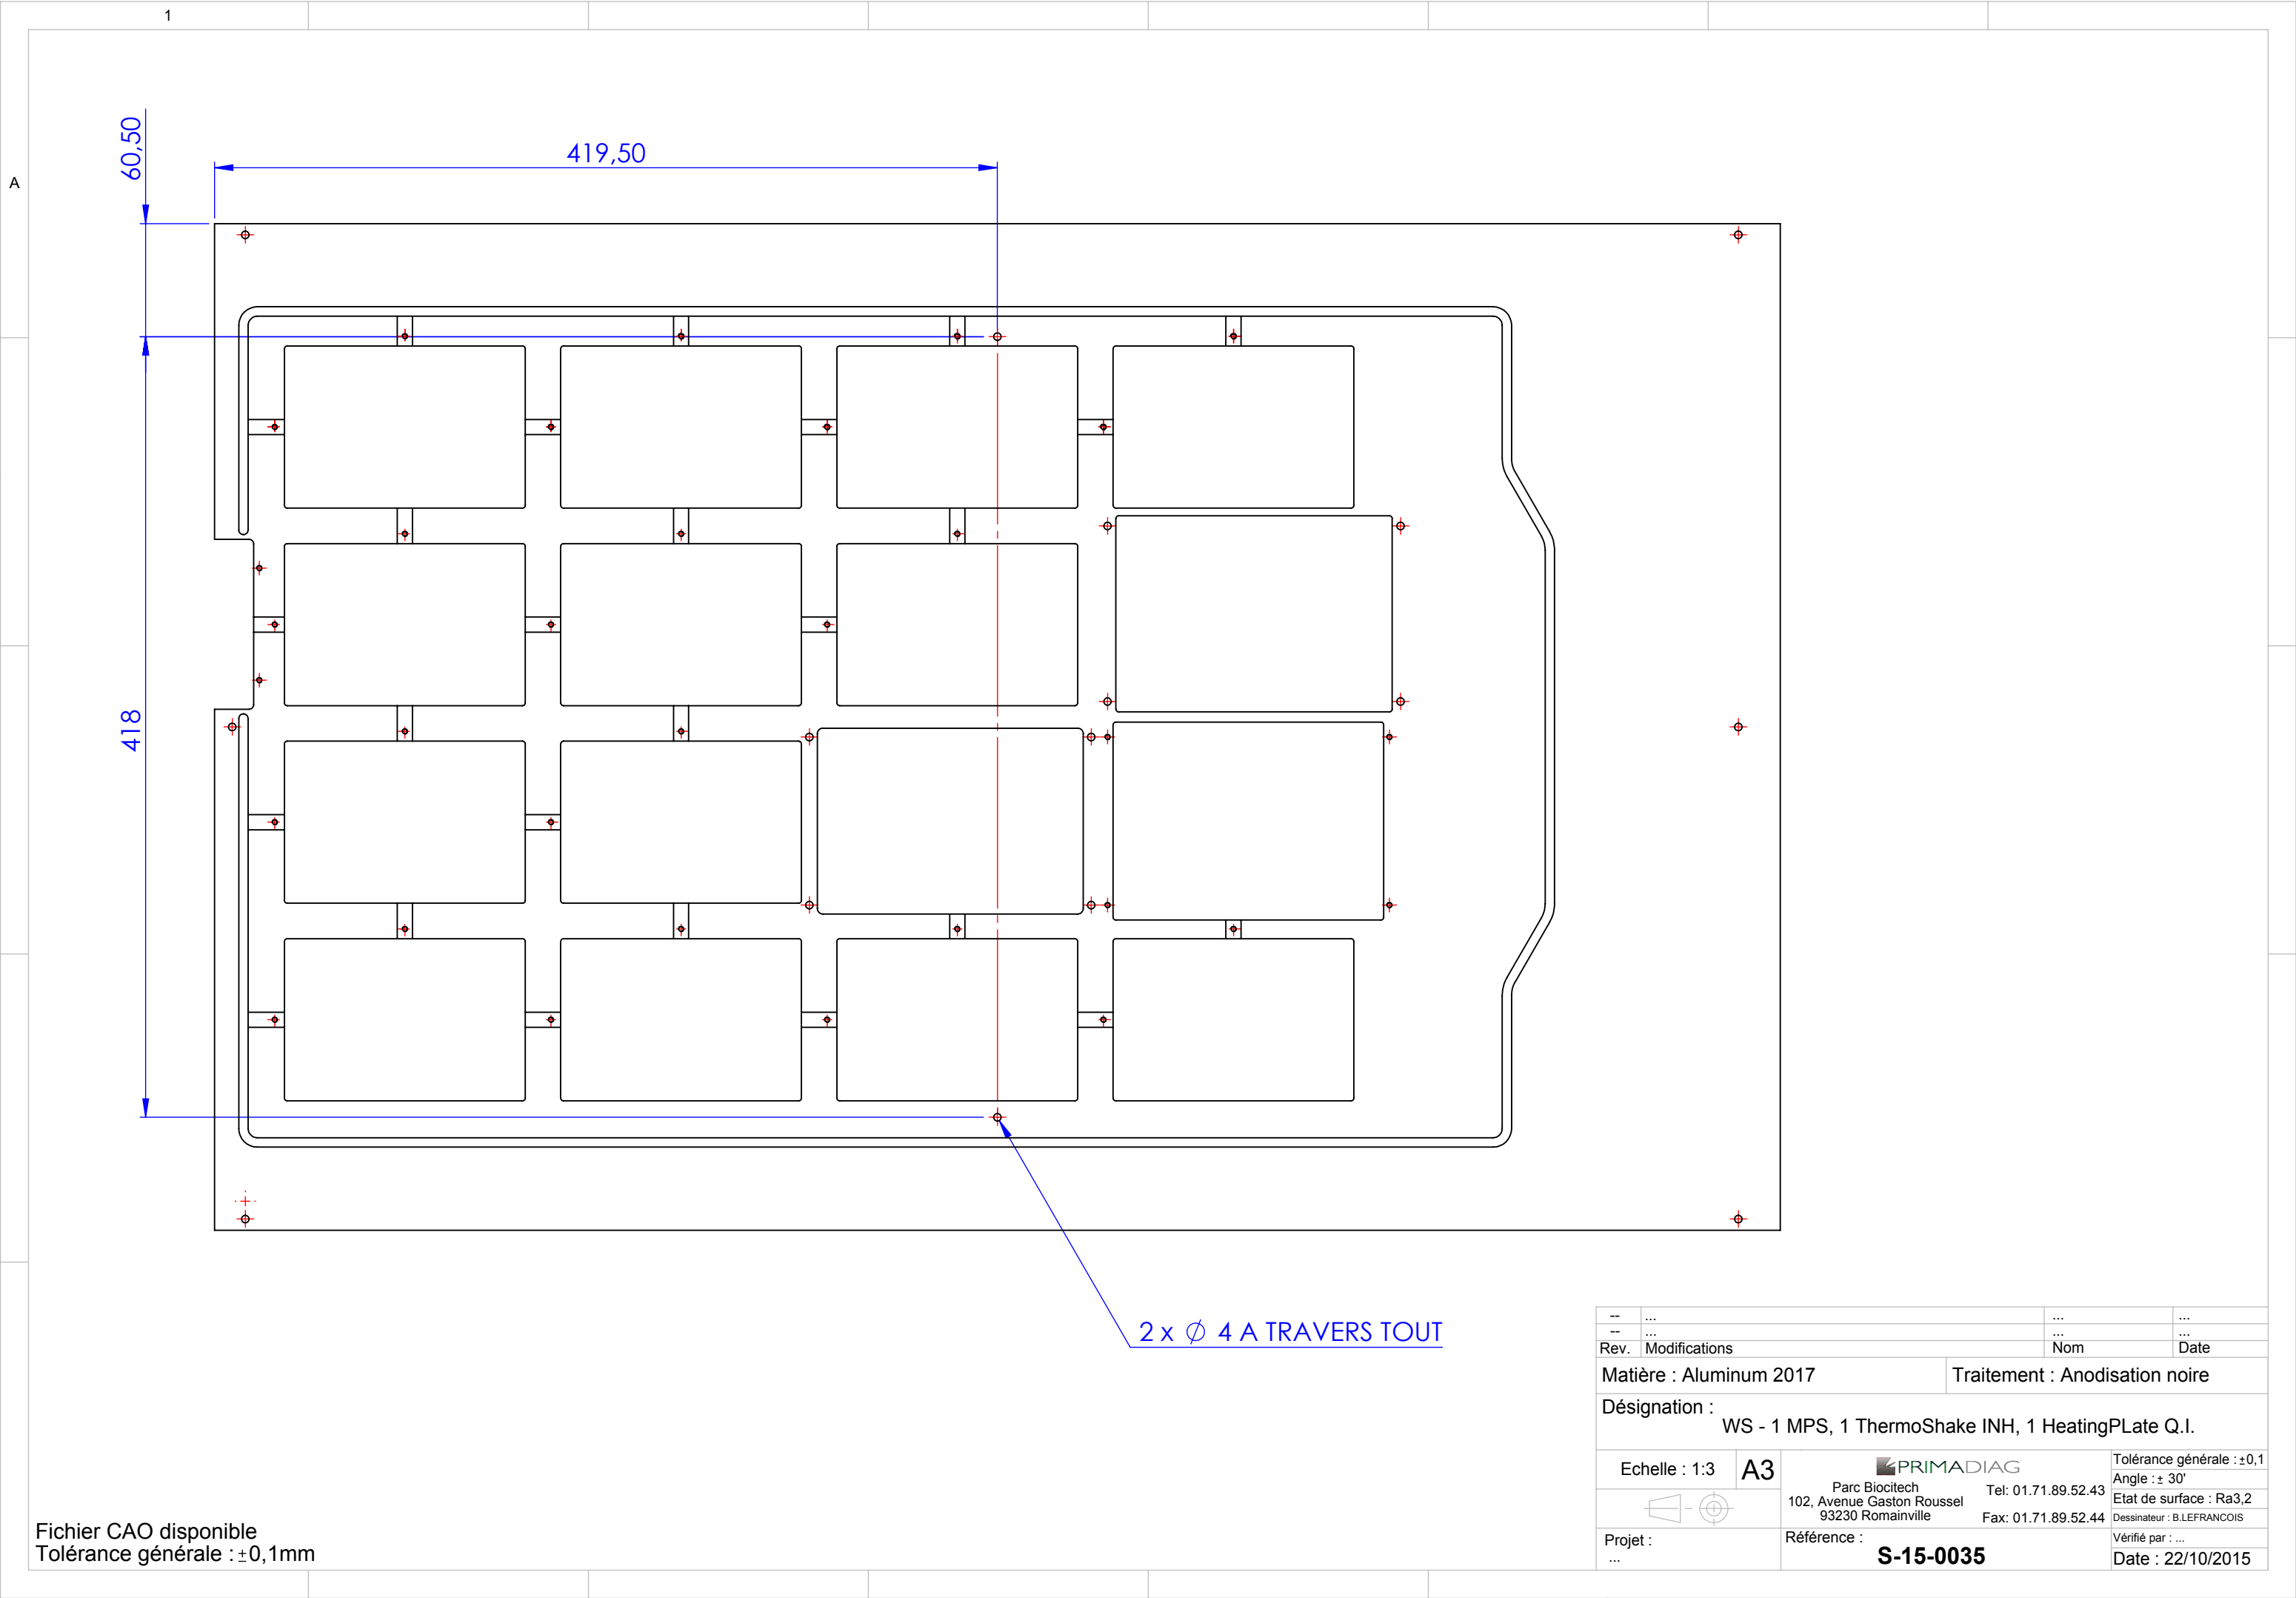 1
A
60,50
419,50
418
2 x Ø 4 A TRAVERS TOUT
-- ... ... ...
-- ... ... ...
Rev. Modifications Nom Date
Matière : Aluminum 2017 Traitement : Anodisation noire
Désignation :
WS - 1 MPS, 1 ThermoShake INH, 1 HeatingPLate Q.I.
Echelle : 1:3 A3
PRIMADIAG
Parc Biocitech
102, Avenue Gaston Roussel
93230 Romainville
Tel: 01.71.89.52.43
Fax: 01.71.89.52.44
Tolérance générale : ±0,1
Angle : ± 30'
Etat de surface : Ra3,2
Dessinateur : B.LEFRANCOIS
Projet :
...
Référence :
S-15-0035
Vérifié par : ...
Date : 22/10/2015
Fichier CAO disponible
Tolérance générale : ±0,1mm